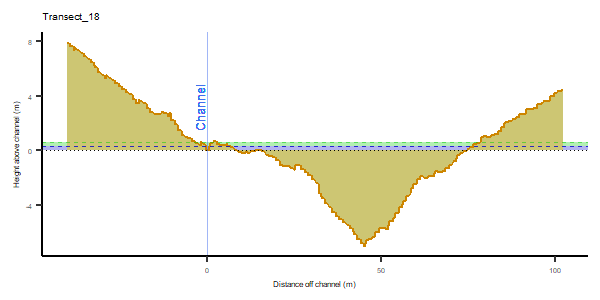 Transect_18
Height above channel (m)
8
4
0
-4
Channel
0
50
100
Distance off channel (m)